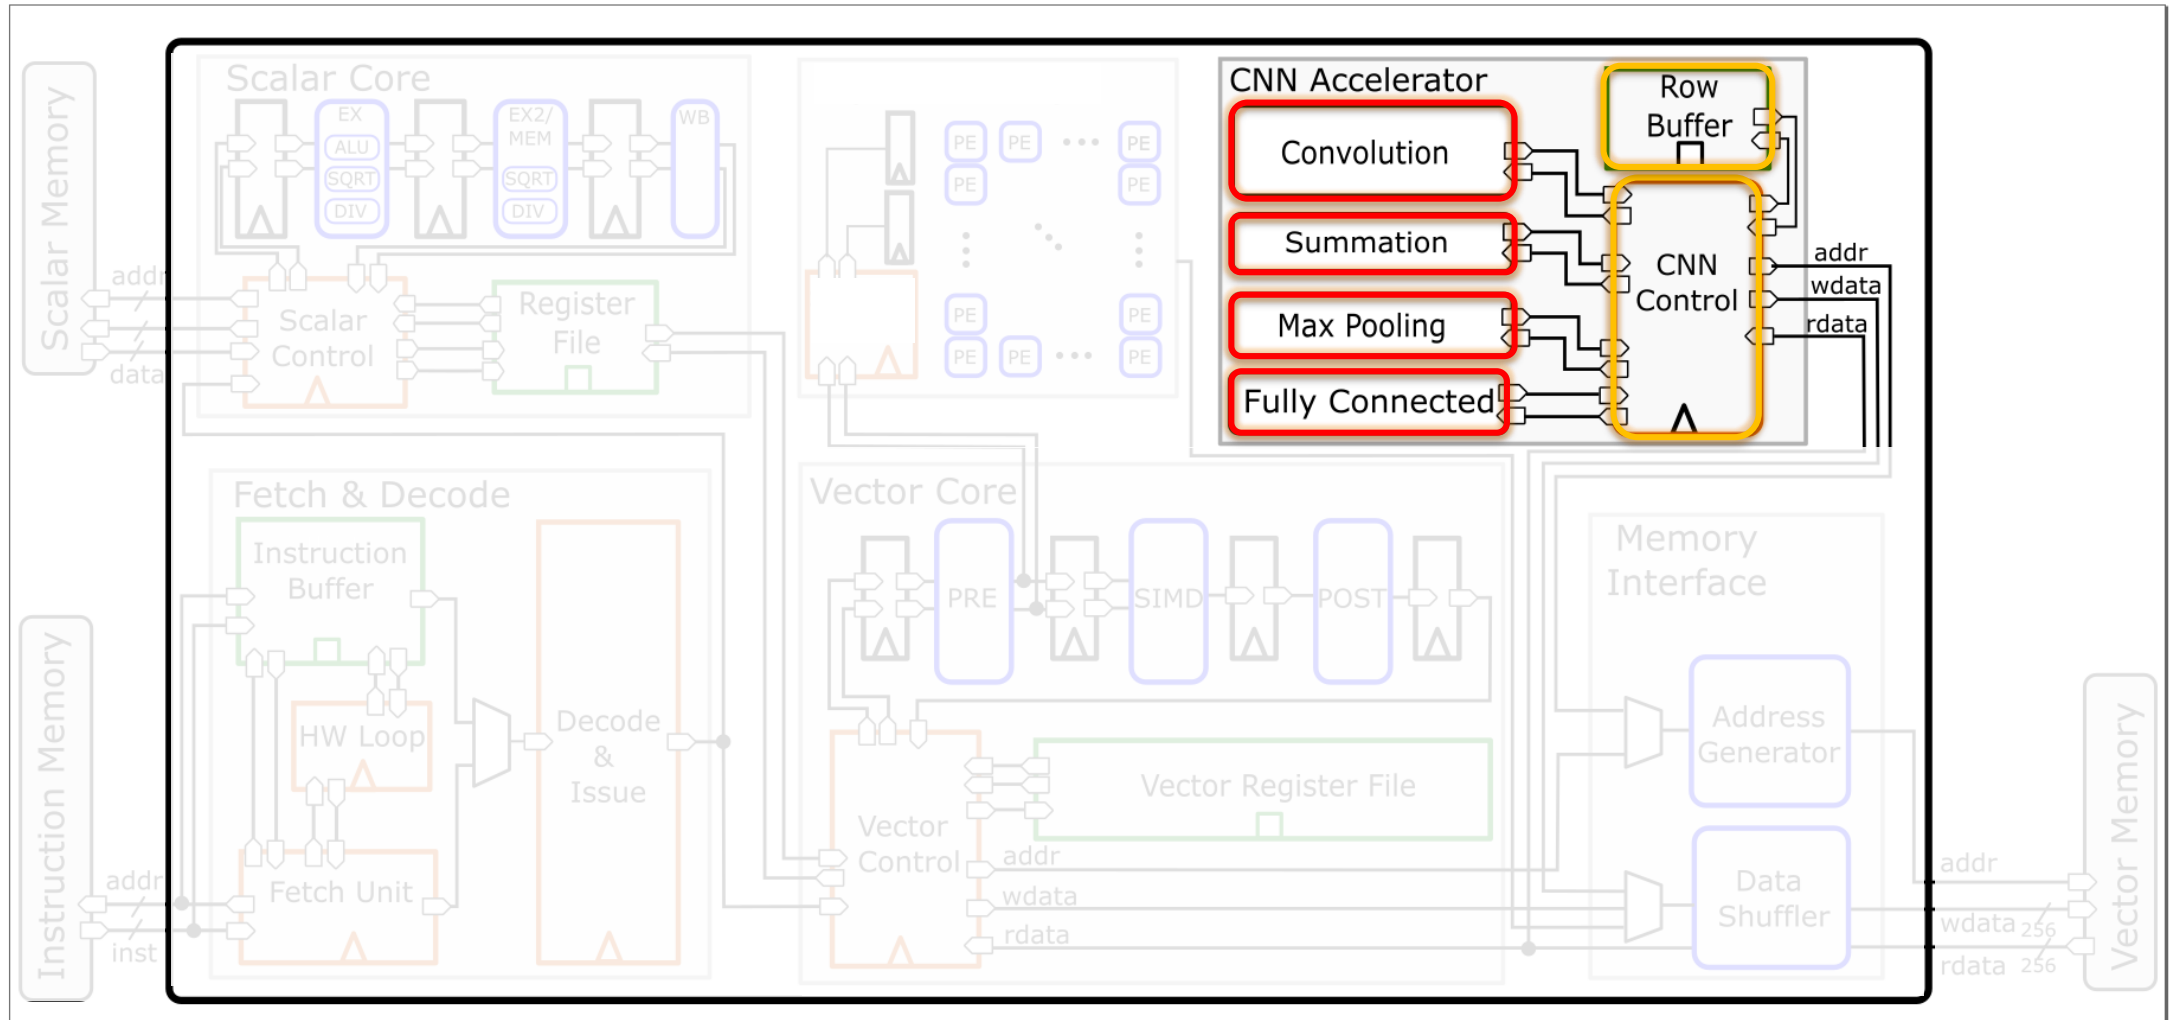 Scalar Memory
addr
data
Scalar Core
EX
ALU
SQRT
DIV
EX2/
MEM
SQRT
DIV
WB
Scalar
Control
Register
File
PE
PE
PE
PE
PE
PE
PE
PE
PE
PE
CNN Accelerator
Convolution
Summation
Max Pooling
Fully Connected
Row
Buffer
CNN
Control
addr
wdata
rdata
Instruction Memory
addr
inst
Fetch & Decode
Instruction
Buffer
HW Loop
Fetch Unit
Decode
&
Issue
Vector Core
PRE
SIMD
POST
Vector
Control
Vector Register File
addr
wdata
rdata
Memory
Interface
Address
Generator
Data
Shuffler
addr
wdata 256
rdata 256
Vector Memory